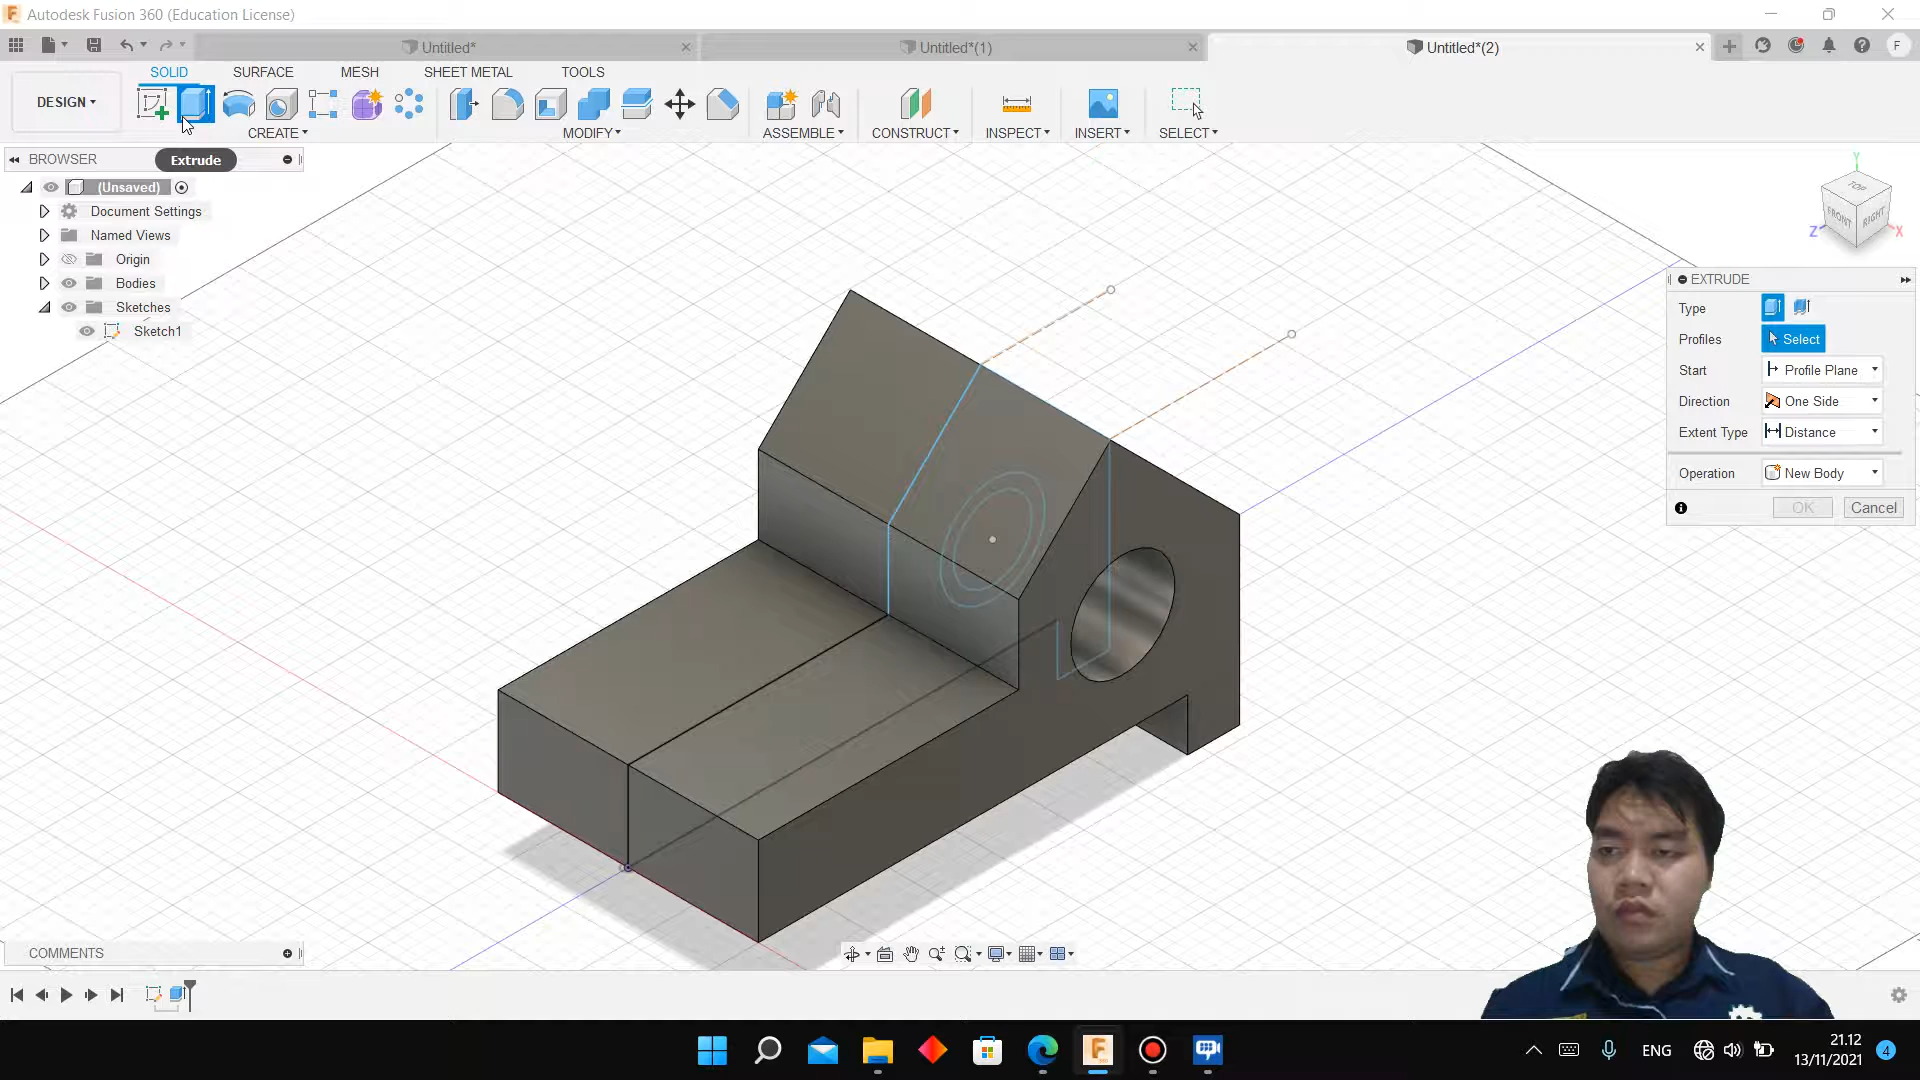 Autodesk Fusion 360 (Education License)
Untitled*
Untitled*(1)
Untitled*(2)
F
DESIGN
SOLID
SURFACE
MESH
SHEET METAL
TOOLS
CREATE
MODIFY
ASSEMBLE
CONSTRUCT
INSPECT
INSERT
SELECT
BROWSER
Extrude
(Unsaved)
Document Settings
Named Views
Origin
Bodies
Sketches
Sketch1
Y
TOP
FRONT
RIGHT
Z
X
EXTRUDE
Type
Profiles
Select
Start
Profile Plane
Direction
One Side
Extent Type
Distance
Operation
New Body
OK
Cancel
COMMENTS
ENG
21.12
13/11/2021
4